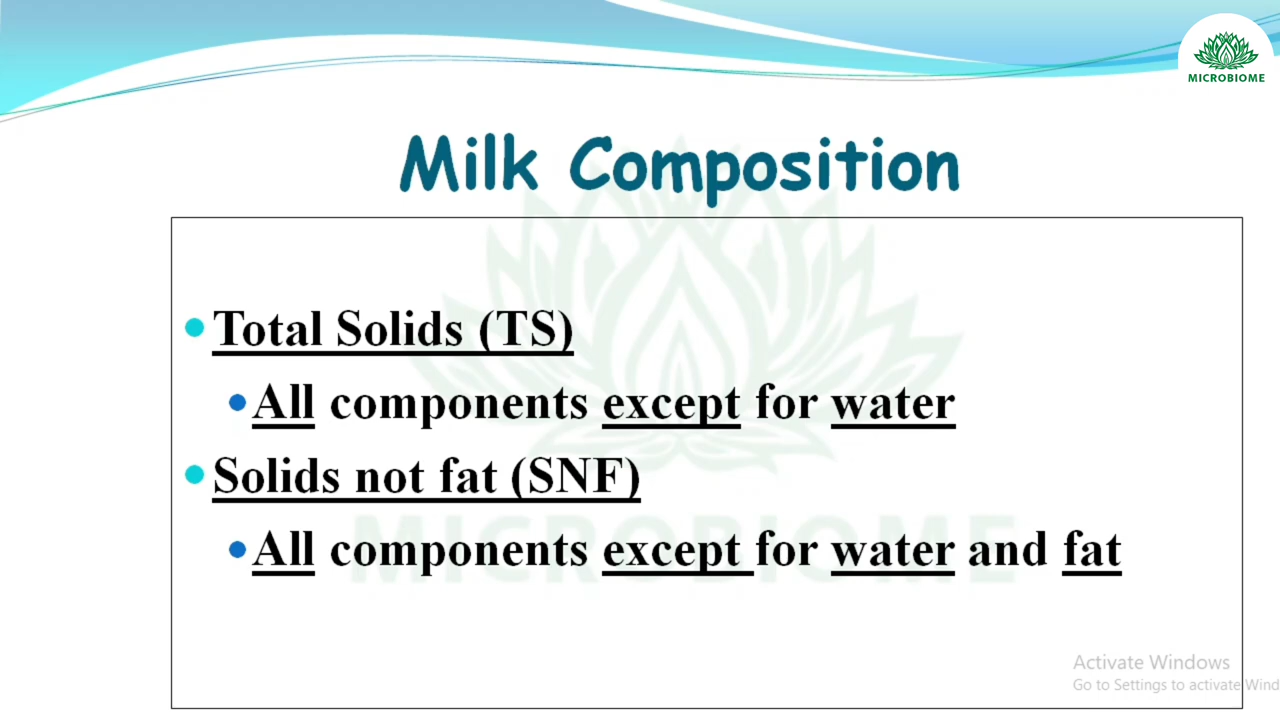 MICROBIOME
Milk Composition
Total Solids (TS)
All components except for water
Solids not fat (SNF)
All components except for water and fat
MICROBIOME
Activate Windows
Go to Settings to activate Wind